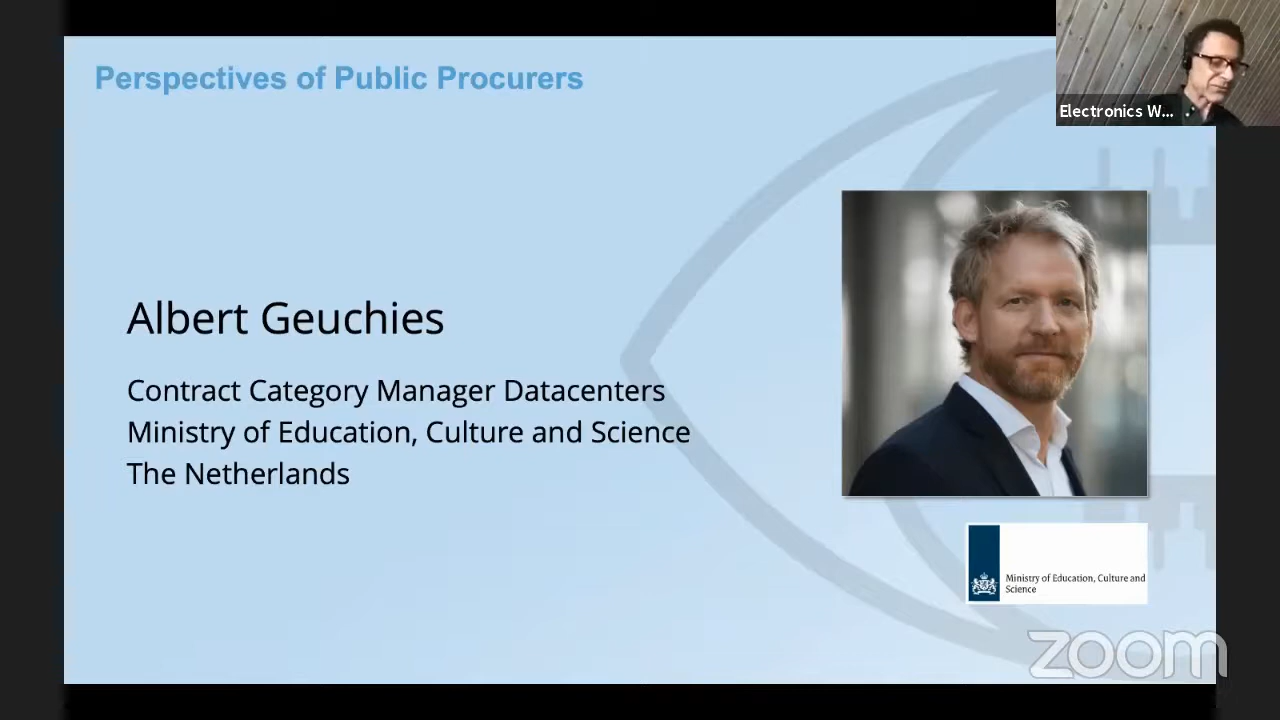 Perspectives of Public Procurers
Electronics W...
Albert Geuchies
Contract Category Manager Datacenters
Ministry of Education, Culture and Science
The Netherlands
Ministry of Education, Culture and
Science
zoom